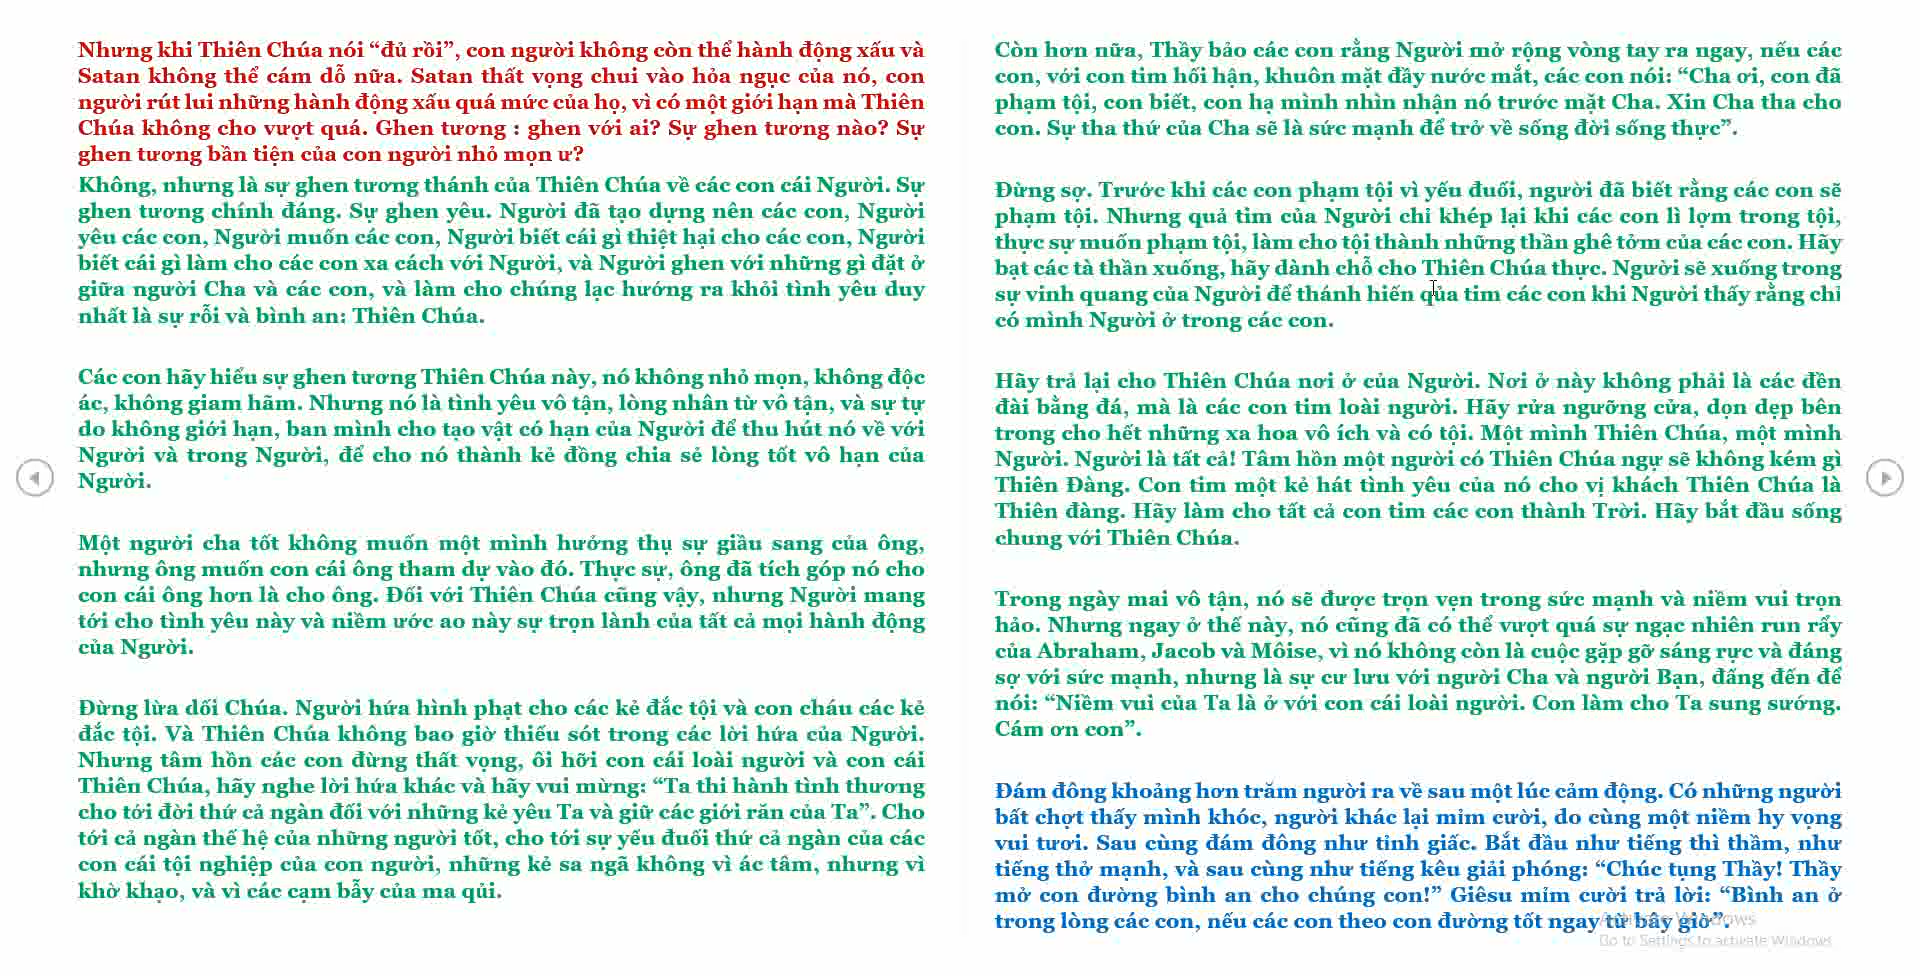 Nhưng khi Thiên Chúa nói “đủ rồi”, con người không còn thể hành động xấu và
Satan không thể cám dỗ nữa. Satan thất vọng chui vào hỏa ngục của nó, con
người rút lui những hành động xấu quá mức của họ, vì có một giới hạn mà Thiên
Chúa không cho vượt quá. Ghen tương : ghen với ai? Sự ghen tương nào? Sự
ghen tương bần tiện của con người nhỏ mọn ư?
Không, nhưng là sự ghen tương thánh của Thiên Chúa về các con cái Người. Sự
ghen tương chính đáng. Sự ghen yêu. Người đã tạo dựng nên các con, Người
yêu các con, Người muốn các con, Người biết cái gì thiệt hại cho các con, Người
biết cái gì làm cho các con xa cách với Người, và Người ghen với những gì đặt ở
giữa người Cha và các con, và làm cho chúng lạc hướng ra khỏi tình yêu duy
nhất là sự rỗi và bình an: Thiên Chúa.
Các con hãy hiểu sự ghen tương Thiên Chúa này, nó không nhỏ mọn, không độc
ác, không giam hãm. Nhưng nó là tình yêu vô tận, lòng nhân từ vô tận, và sự tự
do không giới hạn, ban mình cho tạo vật có hạn của Người để thu hút nó về với
Người và trong Người, để cho nó thành kẻ đồng chia sẻ lòng tốt vô hạn của
Người.
Một người cha tốt không muốn một mình hưởng thụ sự giầu sang của ông,
nhưng ông muốn con cái ông tham dự vào đó. Thực sự, ông đã tích góp nó cho
con cái ông hơn là cho ông. Đối với Thiên Chúa cũng vậy, nhưng Người mang
tới cho tình yêu này và niềm ước ao này sự trọn lành của tất cả mọi hành động
của Người.
Đừng lừa dối Chúa. Người hứa hình phạt cho các kẻ đắc tội và con cháu các kẻ
đắc tội. Và Thiên Chúa không bao giờ thiếu sót trong các lời hứa của Người.
Nhưng tâm hồn các con đừng thất vọng, ôi hỡi con cái loài người và con cái
Thiên Chúa, hãy nghe lời hứa khác và hãy vui mừng: “Ta thi hành tình thương
cho tới đời thứ cả ngàn đối với những kẻ yêu Ta và giữ các giới răn của Ta”. Cho
tới cả ngàn thế hệ của những người tốt, cho tới sự yếu đuối thứ cả ngàn của các
con cái tội nghiệp của con người, những kẻ sa ngã không vì ác tâm, nhưng vì
khờ khạo, và vì các cạm bẫy của ma qủi.
Còn hơn nữa, Thầy bảo các con rằng Người mở rộng vòng tay ra ngay, nếu các
con, với con tim hối hận, khuôn mặt đầy nước mắt, các con nói: “Cha ơi, con đã
phạm tội, con biết, con hạ mình nhìn nhận nó trước mặt Cha. Xin Cha tha cho
con. Sự tha thứ của Cha sẽ là sức mạnh để trở về sống đời sống thực”.
Đừng sợ. Trước khi các con phạm tội vì yếu đuối, người đã biết rằng các con sẽ
phạm tội. Nhưng quả tim của Người chỉ khép lại khi các con lì lợm trong tội,
thực sự muốn phạm tội, làm cho tội thành những thần ghê tởm của các con. Hãy
bạt các tà thần xuống, hãy dành chỗ cho Thiên Chúa thực. Người sẽ xuống trong
sự vinh quang của Người để thánh hiến qủa tim các con khi Người thấy rằng chỉ
có mình Người ở trong các con.
Hãy trả lại cho Thiên Chúa nơi ở của Người. Nơi ở này không phải là các đền
đài bằng đá, mà là các con tim loài người. Hãy rửa ngưỡng cửa, dọn dẹp bên
trong cho hết những xa hoa vô ích và có tội. Một mình Thiên Chúa, một mình
Người. Người là tất cả! Tâm hồn một người có Thiên Chúa ngự sẽ không kém gì
Thiên Đàng. Con tim một kẻ hát tình yêu của nó cho vị khách Thiên Chúa là
Thiên đàng. Hãy làm cho tất cả con tim các con thành Trời. Hãy bắt đầu sống
chung với Thiên Chúa.
Trong ngày mai vô tận, nó sẽ được trọn vẹn trong sức mạnh và niềm vui trọn
hảo. Nhưng ngay ở thế này, nó cũng đã có thể vượt quá sự ngạc nhiên run rẩy
của Abraham, Jacob và Môise, vì nó không còn là cuộc gặp gỡ sáng rực và đáng
sợ với sức mạnh, nhưng là sự cư lưu với người Cha và người Bạn, đấng đến để
nói: “Niềm vui của Ta là ở với con cái loài người. Con làm cho Ta sung sướng.
Cám ơn con”.
Đám đông khoảng hơn trăm người ra về sau một lúc cảm động. Có những người
bất chợt thấy mình khóc, người khác lại mỉm cười, do cùng một niềm hy vọng
vui tươi. Sau cùng đám đông như tỉnh giấc. Bắt đầu như tiếng thì thầm, như
tiếng thở mạnh, và sau cùng như tiếng kêu giải phóng: “Chúc tụng Thầy! Thầy
mở con đường bình an cho chúng con!” Giêsu mỉm cười trả lời: “Bình an ở
trong lòng các con, nếu các con theo con đường tốt ngay từ bây giờ”.
Activate Windows
Go to Settings to activate Windows.